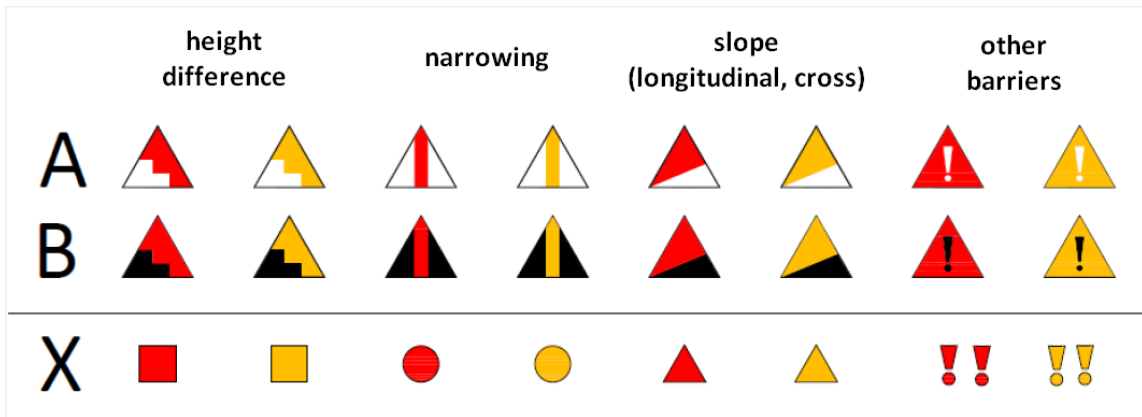 height
difference
narrowing
slope
(longitudinal, cross)
other
barriers
A
! !
B
! !
X
!! !!